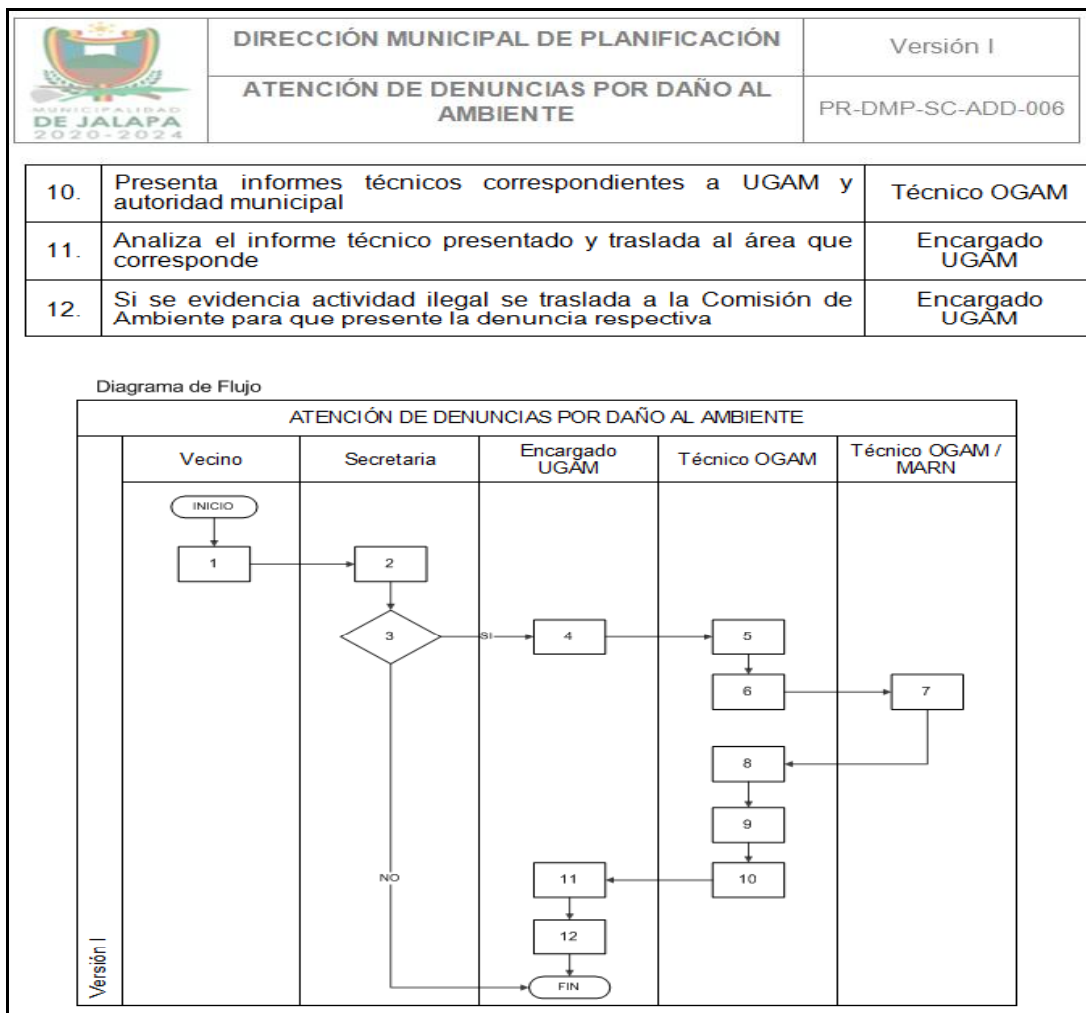 MUNICIPALIDAD
DE JALAPA
2020-2024
DIRECCIÓN MUNICIPAL DE PLANIFICACIÓN
Versión I
ATENCIÓN DE DENUNCIAS POR DAÑO AL
AMBIENTE
PR-DMP-SC-ADD-006
10.
Presenta informes técnicos correspondientes a UGAM y
autoridad municipal
Técnico OGAM
11.
Analiza el informe técnico presentado y traslada al área que
corresponde
Encargado
UGAM
12.
Si se evidencia actividad ilegal se traslada a la Comisión de
Ambiente para que presente la denuncia respectiva
Encargado
UGAM
Diagrama de Flujo
ATENCIÓN DE DENUNCIAS POR DAÑO AL AMBIENTE
Vecino
Secretaria
Encargado
UGAM
Técnico OGAM
Técnico OGAM /
MARN
INICIO
1
2
3
SI
4
5
6
7
8
9
NO
11
10
12
FIN
Versión I